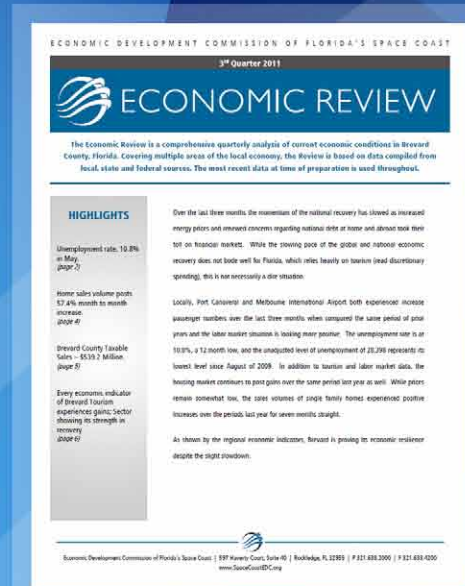 ECONOMIC DEVELOPMENT COMMISSION OF FLORIDA'S SPACE COAST
3rd Quarter 2011
ECONOMIC REVIEW
The Economic Review is a comprehensive quarterly analysis of current economic conditions in Brevard
County, Florida. Covering multiple areas of the local economy, the Review is based on data compiled from
local, state and federal sources. The most recent data at time of preparation is used throughout.
HIGHLIGHTS
Unemployment rate, 10.8%
in May.
(page 2)
Home sales volume posts
57.4% month to month
increase.
(page 4)
Brevard County Taxable
Sales – $539.2 Million.
(page 5)
Every economic indicator
of Brevard Tourism
experiences gains; Sector
showing its strength in
recovery
(page 6)
Over the last three months the momentum of the national recovery has slowed as increased
energy prices and renewed concerns regarding national debt at home and abroad took their
toll on financial markets. While the slowing pace of the global and national economic
recovery does not bode well for Florida, which relies heavily on tourism (read discretionary
spending), this is not necessarily a dire situation.
Locally, Port Canaveral and Melbourne International Airport both experienced increase
passenger numbers over the last three months when compared the same period of prior
years and the labor market situation is looking more positive. The unemployment rate is at
10.8%, a 12 month low, and the unadjusted level of unemployment of 28,298 represents its
lowest level since August of 2009. In addition to tourism and labor market data, the
housing market continues to post gains over the same period last year as well. While prices
remain somewhat low, the sales volumes of single family homes experienced positive
increases over the periods last year for seven months straight.
As shown by the regional economic indicators, Brevard is proving its economic resilience
despite the slight slowdown.
Economic Development Commission of Florida's Space Coast | 597 Haverty Court, Suite 40 | Rockledge, FL 32955 | P 321.638.2000 | F 321.638.4200
www.SpaceCoastEDC.org